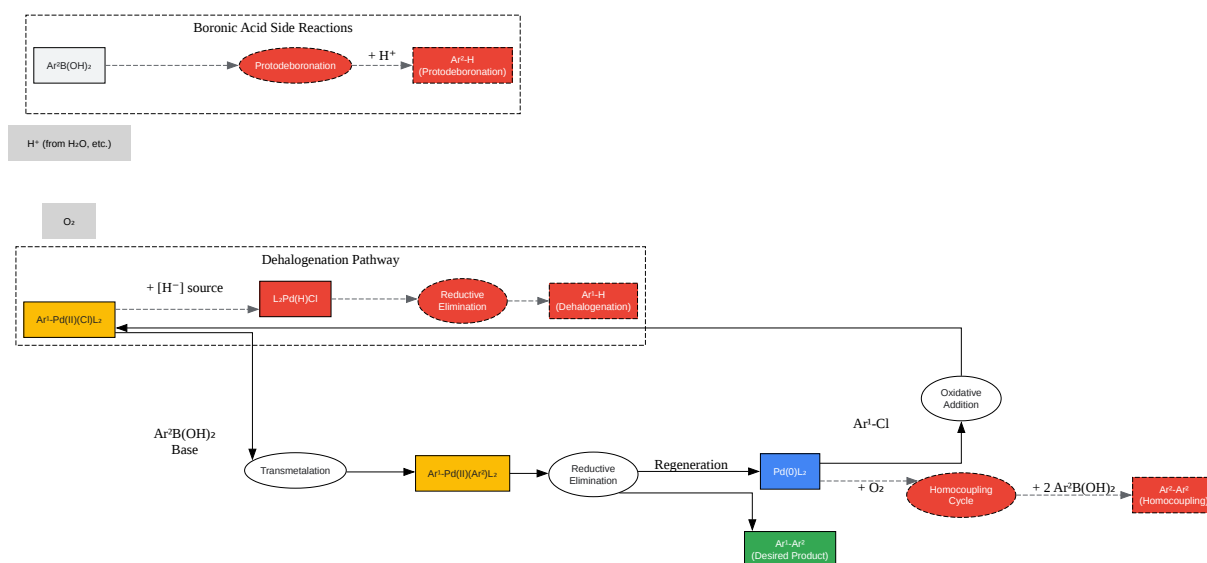 Boronic Acid Side Reactions
Ar²B(OH)₂
Protodeboronation
+ H⁺
Ar²-H
(Protodeboronation)
H⁺ (from H₂O, etc.)
O₂
Dehalogenation Pathway
Ar¹-Pd(II)(Cl)L₂
+ [H⁻] source
L₂Pd(H)Cl
Reductive
Elimination
Ar¹-H
(Dehalogenation)
Oxidative
Addition
Ar¹-Cl
Ar²B(OH)₂
Base
Transmetalation
Ar¹-Pd(II)(Ar²)L₂
Reductive
Elimination
Regeneration
Pd(0)L₂
+ O₂
Homocoupling
Cycle
+ 2 Ar²B(OH)₂
Ar²-Ar²
(Homocoupling)
Ar¹-Ar²
(Desired Product)